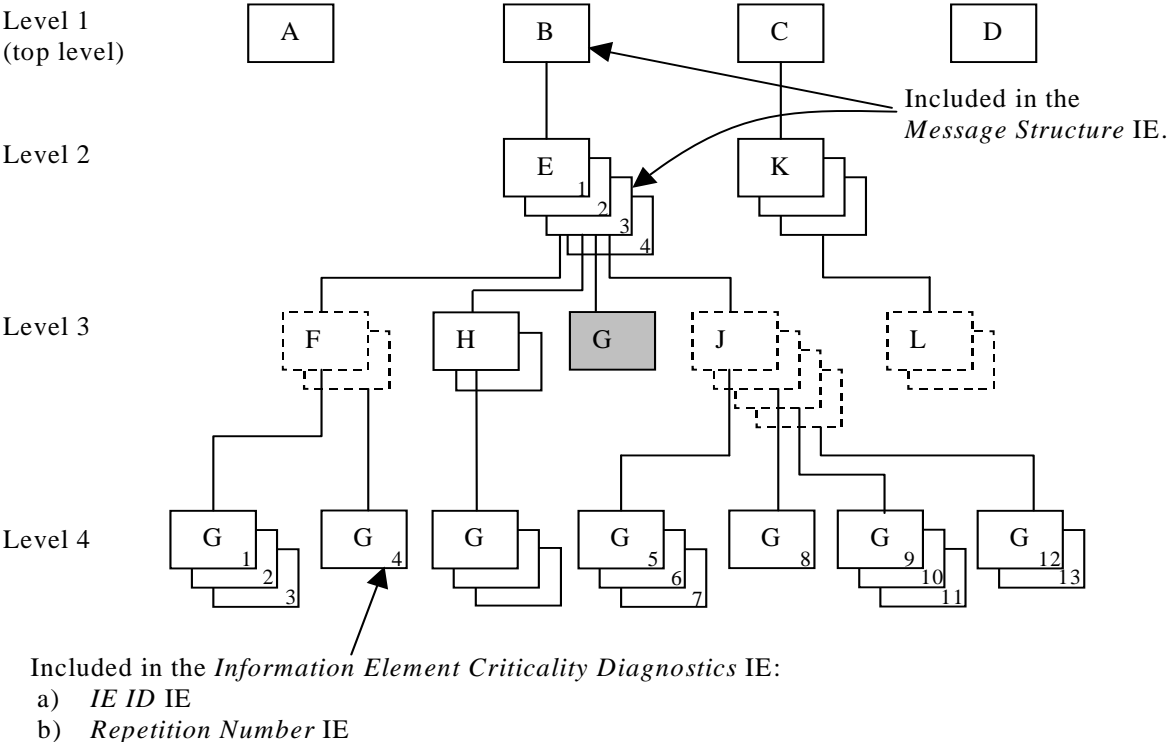 Level 1
(top level)
A
B
C
D
Included in the
Message Structure IE.
Level 2
E
1
2
3
4
K
Level 3
F
H
G
J
L
Level 4
G
1
2
3
G
4
G
G
5
6
7
G
8
G
9
10
11
G
12
13
Included in the Information Element Criticality Diagnostics IE:
a) IE ID IE
b) Repetition Number IE